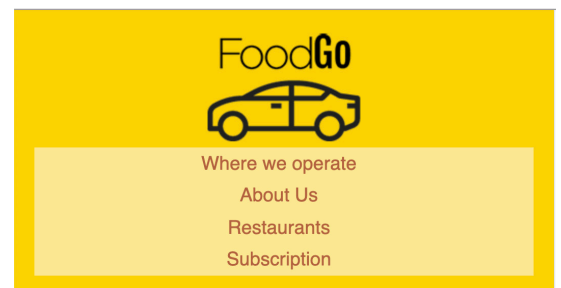 FoodGo
Where we operate
About Us
Restaurants
Subscription